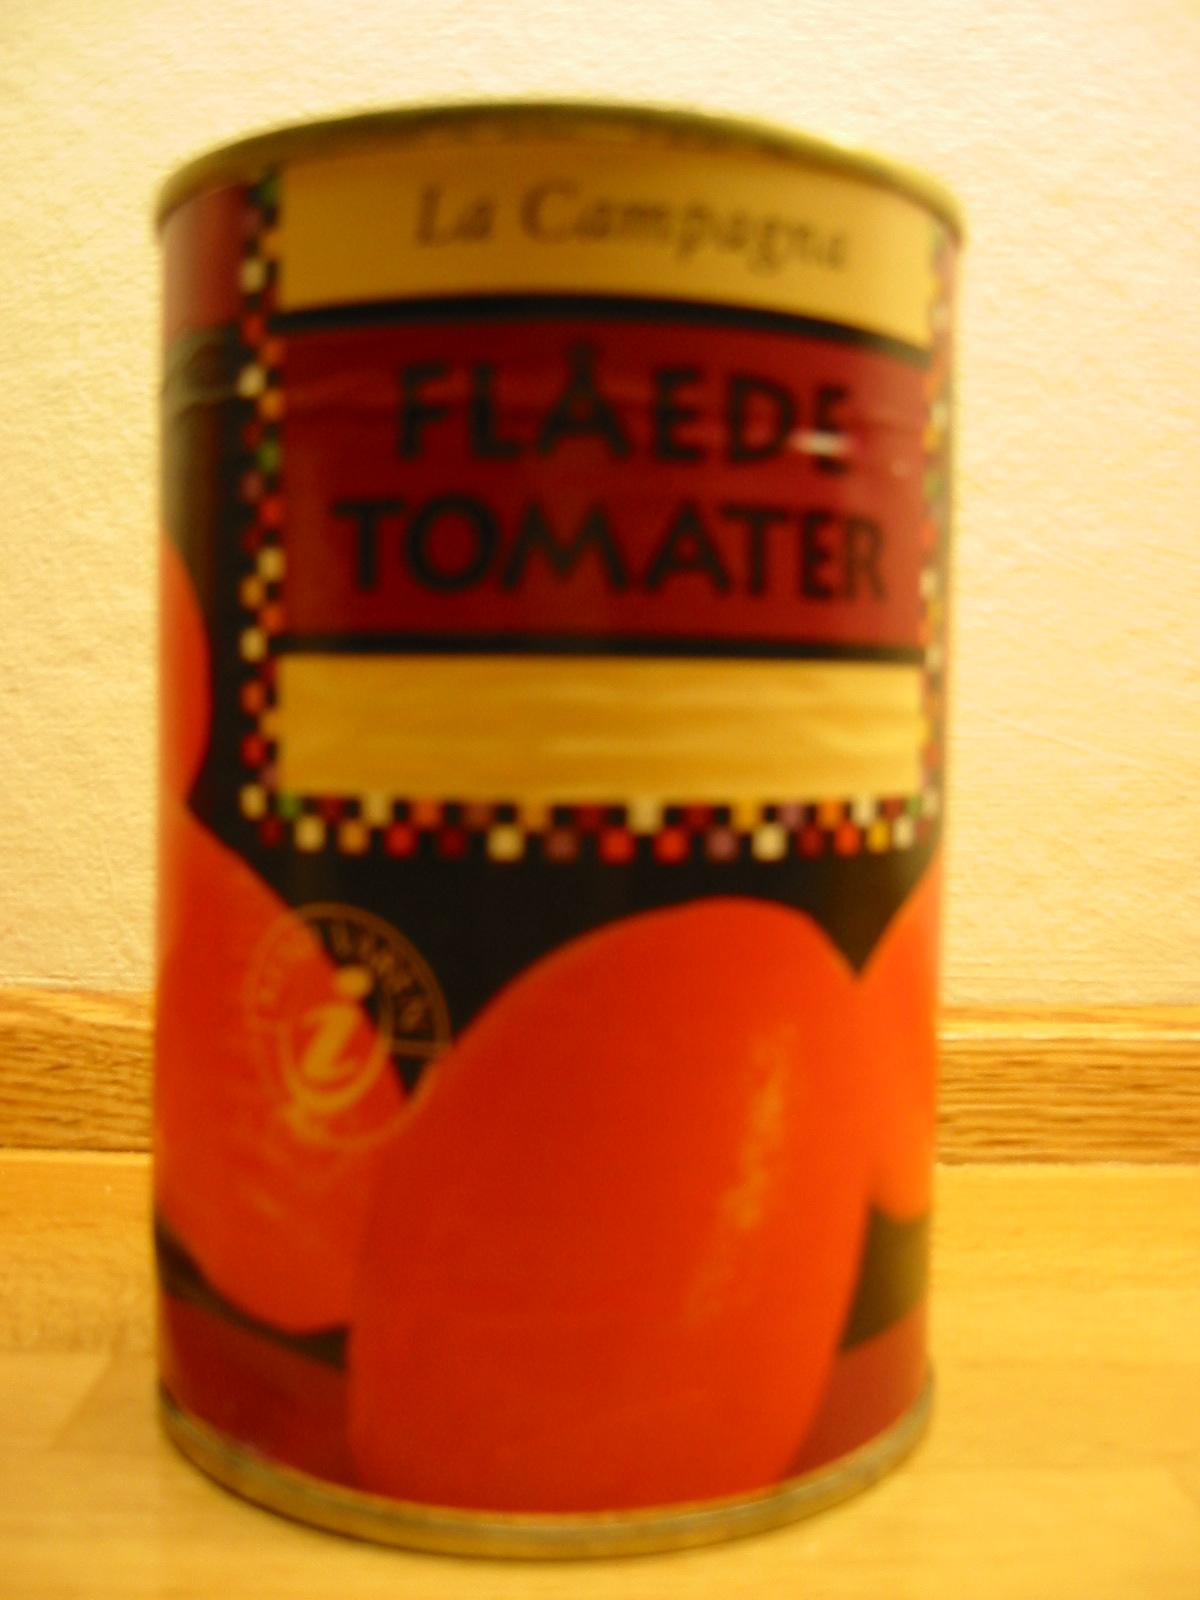 La Campagna
FLÅEDE
TOMATER
i